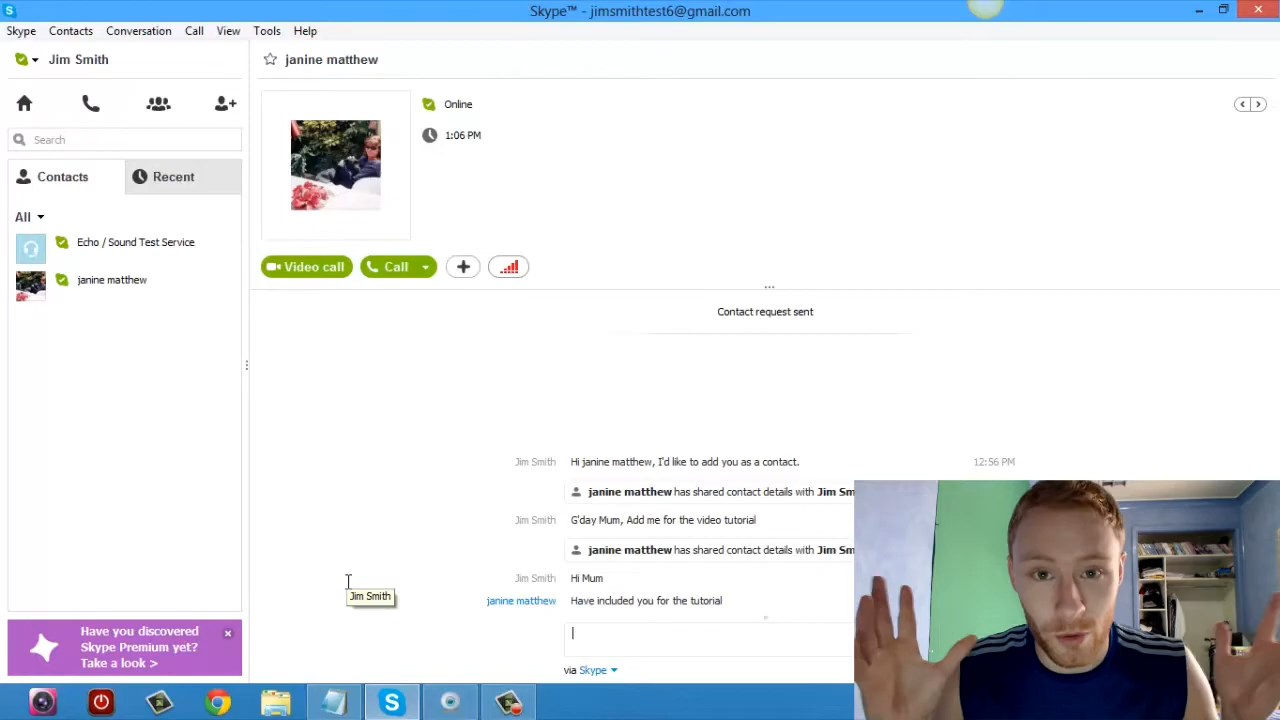 Skype™ - jimsmithtest6@gmail.com
Skype Contacts Conversation Call View Tools Help
Jim Smith
Search
Contacts Recent
All
Echo / Sound Test Service
janine matthew
Have you discovered
Skype Premium yet?
Take a look >
janine matthew
Online
1:06 PM
Video call Call
Contact request sent
Jim Smith Hi janine matthew, I'd like to add you as a contact. 12:56 PM
janine matthew has shared contact details with Jim Sm
Jim Smith G'day Mum, Add me for the video tutorial
janine matthew has shared contact details with Jim Sm
Jim Smith Hi Mum
janine matthew Have included you for the tutorial
Jim Smith
via Skype